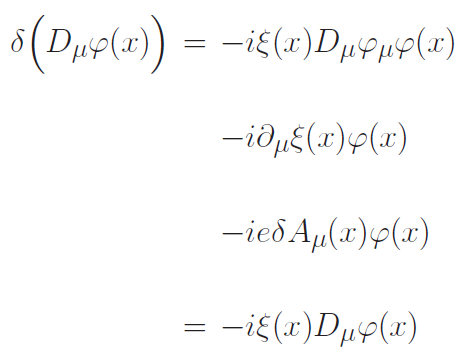 δ(D_μφ(x)) = −iξ(x)D_μφ_μφ(x)
−i∂_μξ(x)φ(x)
−ieδA_μ(x)φ(x)
= −iξ(x)D_μφ(x)